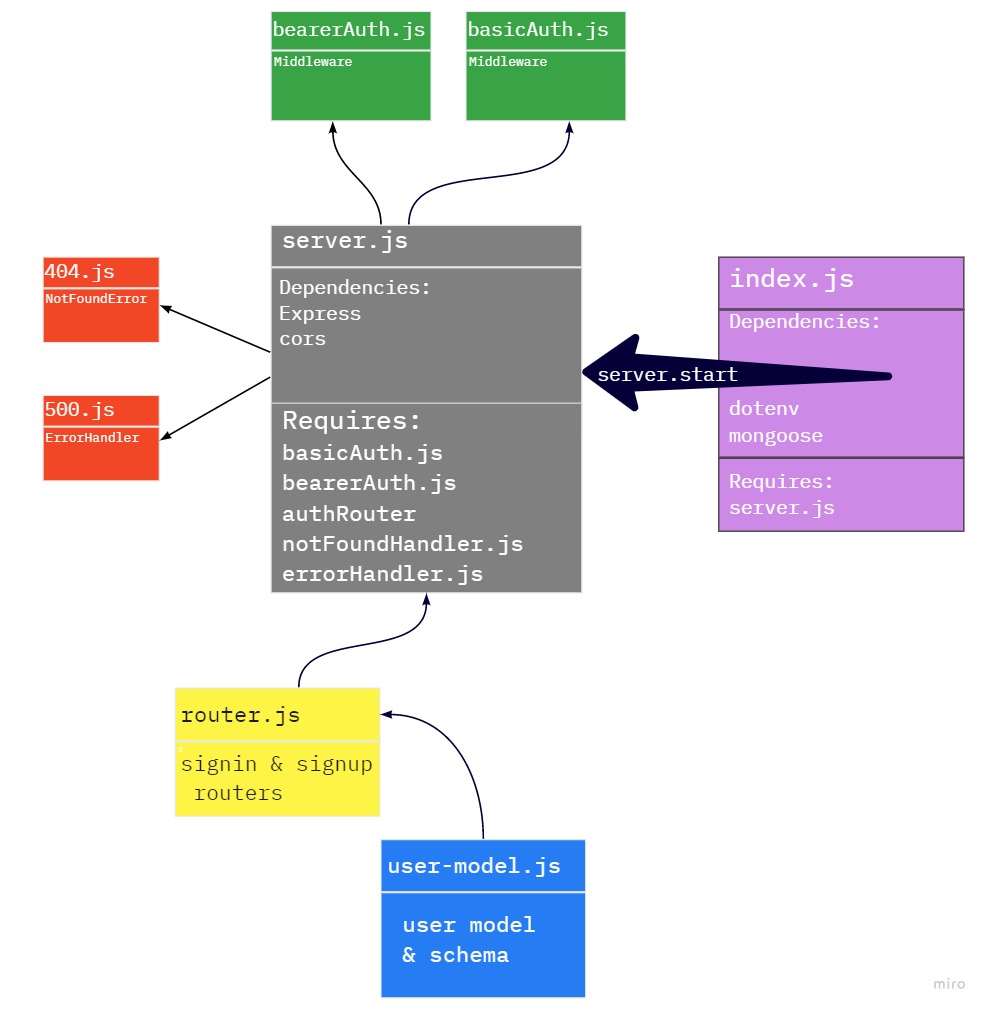 bearerAuth.js
Middleware
basicAuth.js
Middleware
server.js
Dependencies:
Express
cors
Requires:
basicAuth.js
bearerAuth.js
authRouter
notFoundHandler.js
errorHandler.js
404.js
NotFoundError
500.js
ErrorHandler
index.js
Dependencies:
server.start
dotenv
mongoose
Requires:
server.js
router.js
signin & signup
routers
user-model.js
user model
& schema
miro